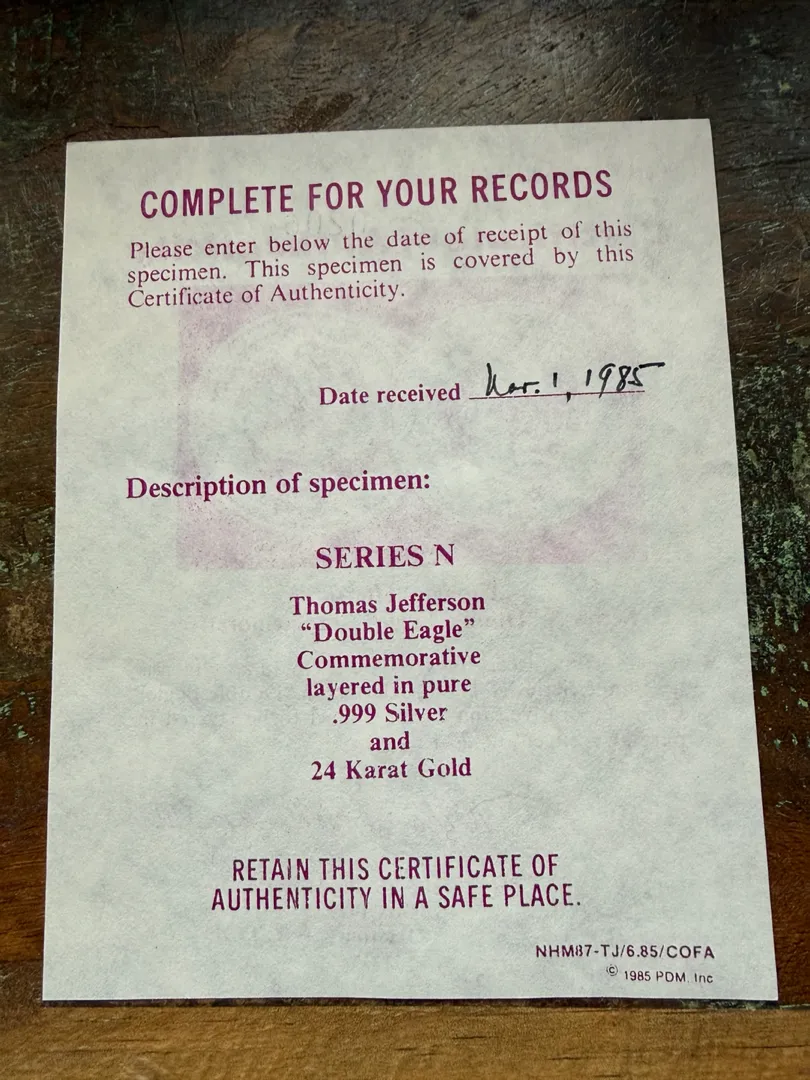 COMPLETE FOR YOUR RECORDS
Please enter below the date of receipt of this
specimen. This specimen is covered by this
Certificate of Authenticity.
Date received Nov. 1, 1985
Description of specimen:
SERIES N
Thomas Jefferson
“Double Eagle”
Commemorative
layered in pure
.999 Silver
and
24 Karat Gold
RETAIN THIS CERTIFICATE OF
AUTHENTICITY IN A SAFE PLACE.
NHM87-TJ/6.85/COFA
© 1985 PDM, Inc